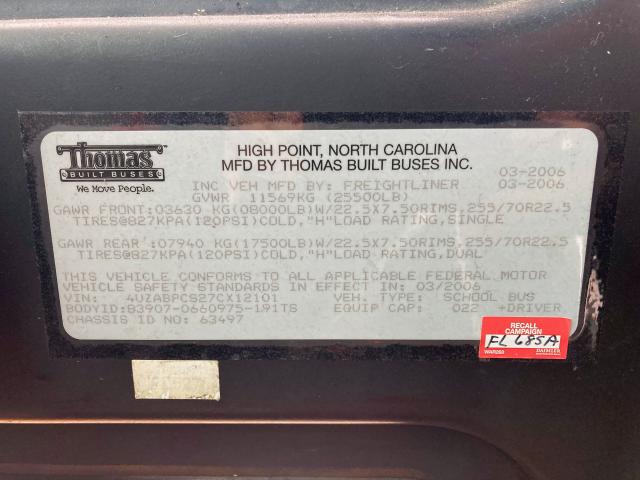 Thomas
BUILT BUSES
We Move People.
HIGH POINT, NORTH CAROLINA
MFD BY THOMAS BUILT BUSES INC.
03-2006
INC VEH MFD BY: FREIGHTLINER 03-2006
GVWR 11569KG (25500LB)
GAWR FRONT:03630 KG(08000LB)W/22.5X7.50RIMS,255/70R22.5
TIRES@827KPA(120PSI)COLD,"H"LOAD RATING,SINGLE
GAWR REAR :07940 KG(17500LB)W/22.5X7.50RIMS,255/70R22.5
TIRES@827KPA(120PSI)COLD,"H"LOAD RATING,DUAL
THIS VEHICLE CONFORMS TO ALL APPLICABLE FEDERAL MOTOR
VEHICLE SAFETY STANDARDS IN EFFECT IN: 03/2006
VIN: 4UZABPCS27CX12101 VEH. TYPE: SCHOOL BUS
BODYID:B3907-0660975-191TS EQUIP CAP: 022 +DRIVER
CHASSIS ID NO: 63497
RECALL
CAMPAIGN
FL 685A
WAR259 DAIMLER